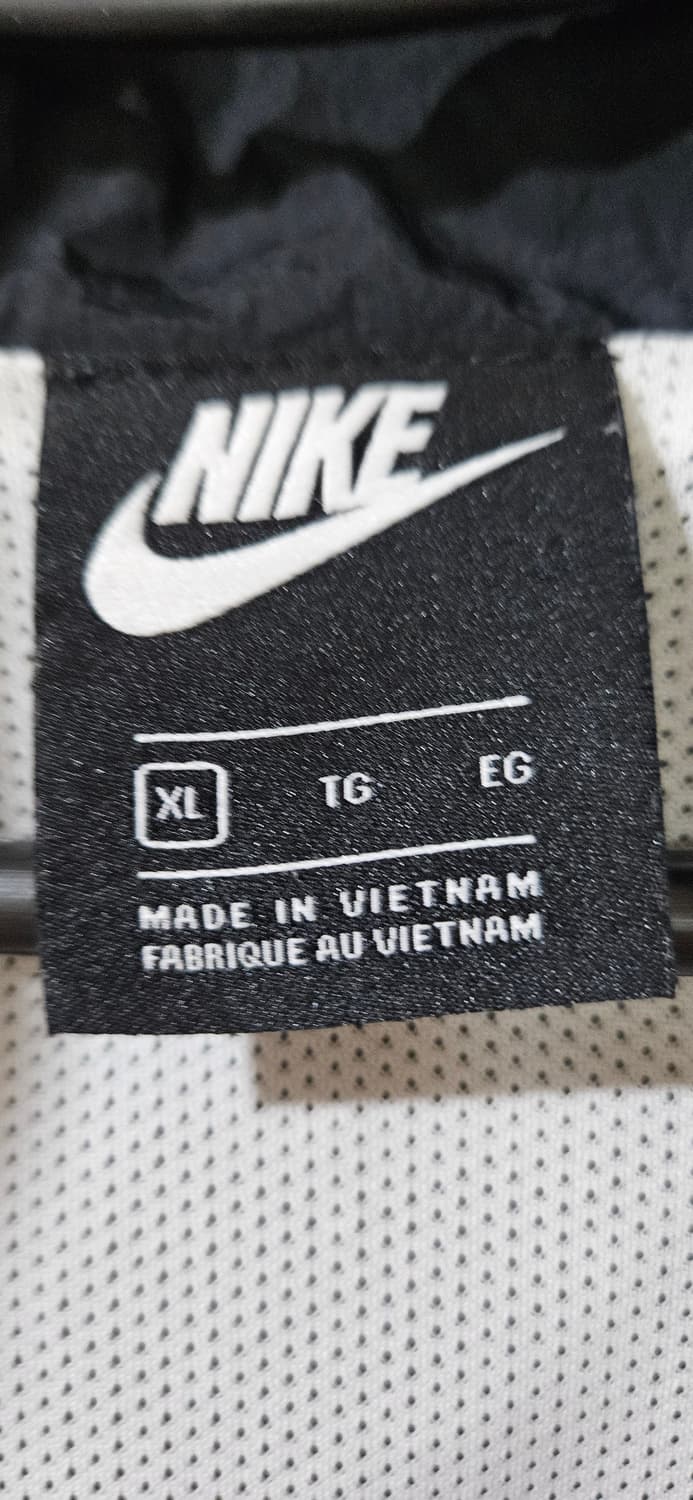 NIKE
XL TG EG
MADE IN VIETNAM
FABRIQUE AU VIETNAM